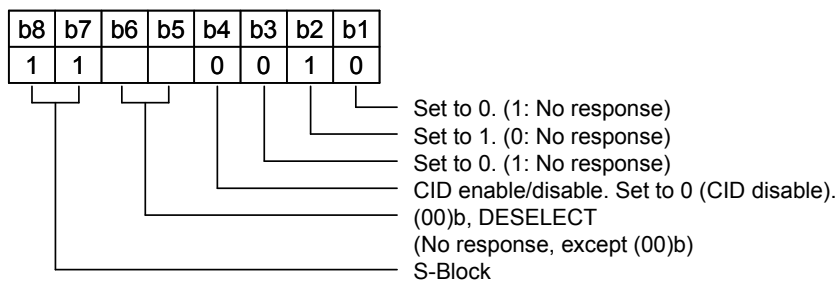 b8 b7 b6 b5 b4 b3 b2 b1
1 1 0 0 1 0
Set to 0. (1: No response)
Set to 1. (0: No response)
Set to 0. (1: No response)
CID enable/disable. Set to 0 (CID disable).
(00)b, DESELECT
(No response, except (00)b)
S-Block